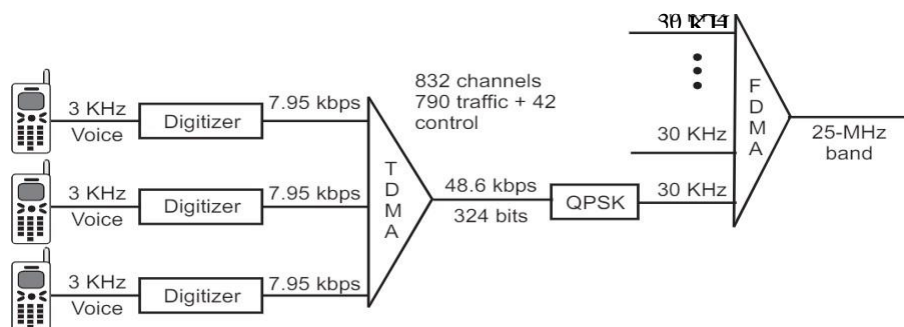 832 channels
790 traffic + 42
control
3 KHz
Voice
Digitizer
7.95 kbps
3 KHz
Voice
Digitizer
7.95 kbps
3 KHz
Voice
Digitizer
7.95 kbps
TDMA
48.6 kbps
324 bits
QPSK
30 KHz
30 KHz
FDMA
25-MHz
band